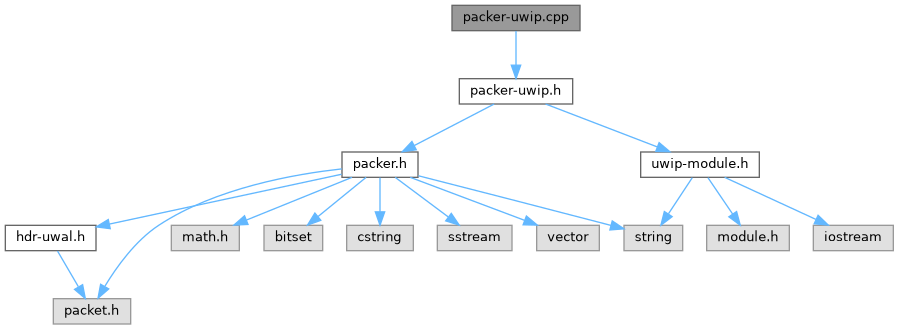 packer-uwip.cpp
packer-uwip.h
packer.h
uwip-module.h
hdr-uwal.h
math.h
bitset
cstring
sstream
vector
string
module.h
iostream
packet.h